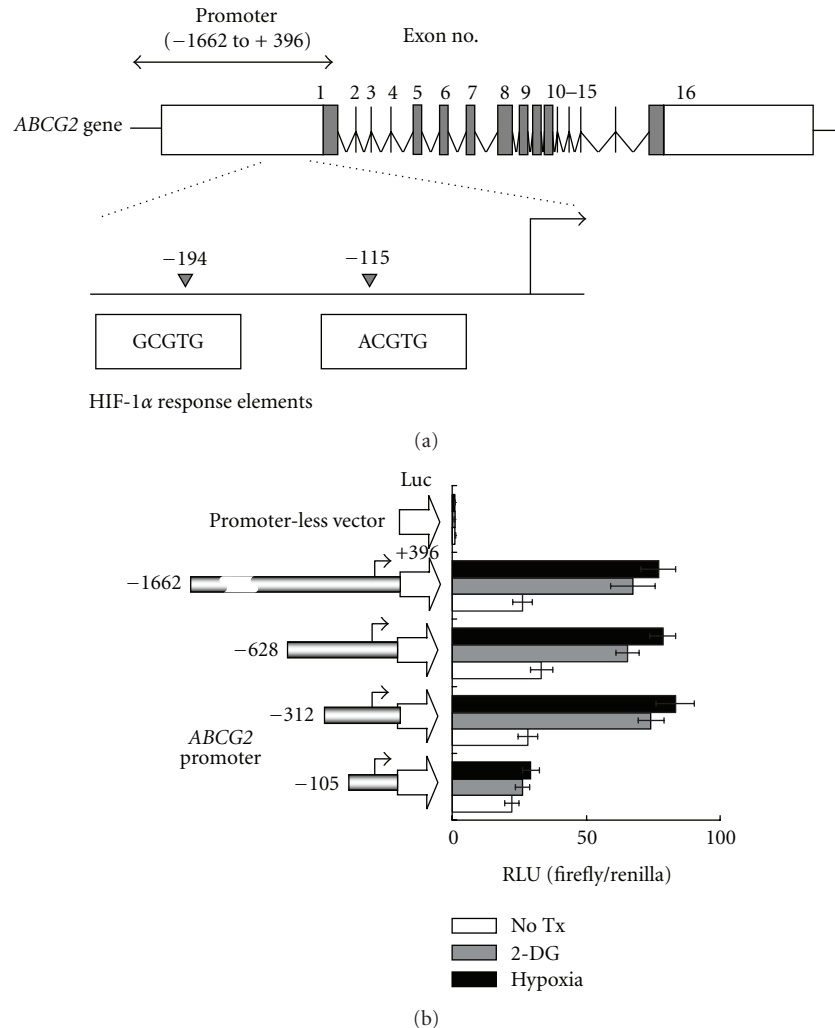 Promoter
(−1662 to + 396)
Exon no.
1 2 3 4 5 6 7 8 9 10−15 16
ABCG2 gene
−194
−115
GCGTG
ACGTG
HIF-1α response elements
(a)
Luc
Promoter-less vector
+396
−1662
−628
−312
ABCG2
promoter
−105
0 50 100
RLU (firefly/renilla)
No Tx
2-DG
Hypoxia
(b)